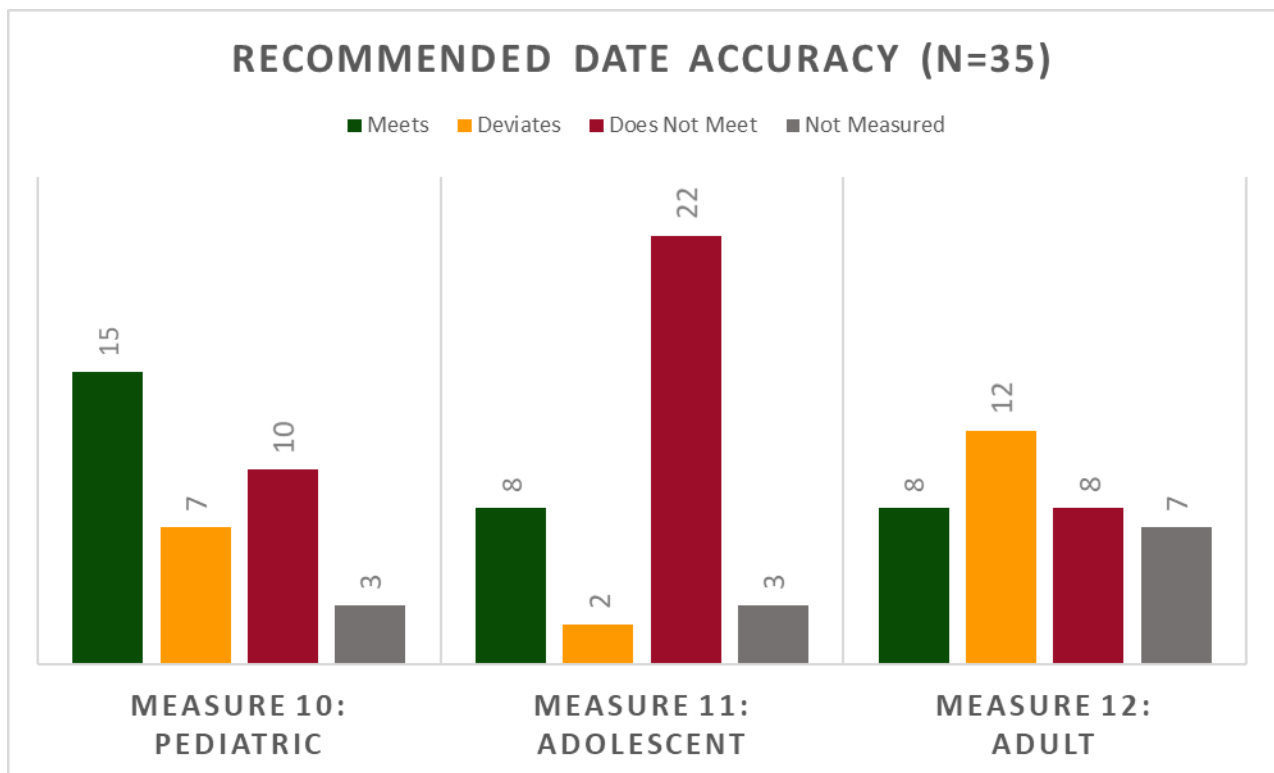 RECOMMENDED DATE ACCURACY (N=35)
Meets Deviates Does Not Meet Not Measured
15
7
10
3
8
2
22
3
8
12
8
7
MEASURE 10:
PEDIATRIC
MEASURE 11:
ADOLESCENT
MEASURE 12:
ADULT